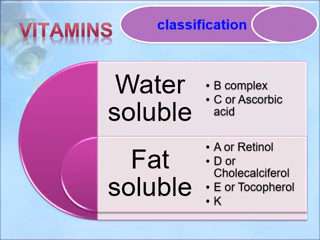 VITAMINS
classification
Water
soluble
• B complex
• C or Ascorbic
acid
Fat
soluble
• A or Retinol
• D or
Cholecalciferol
• E or Tocopherol
• K